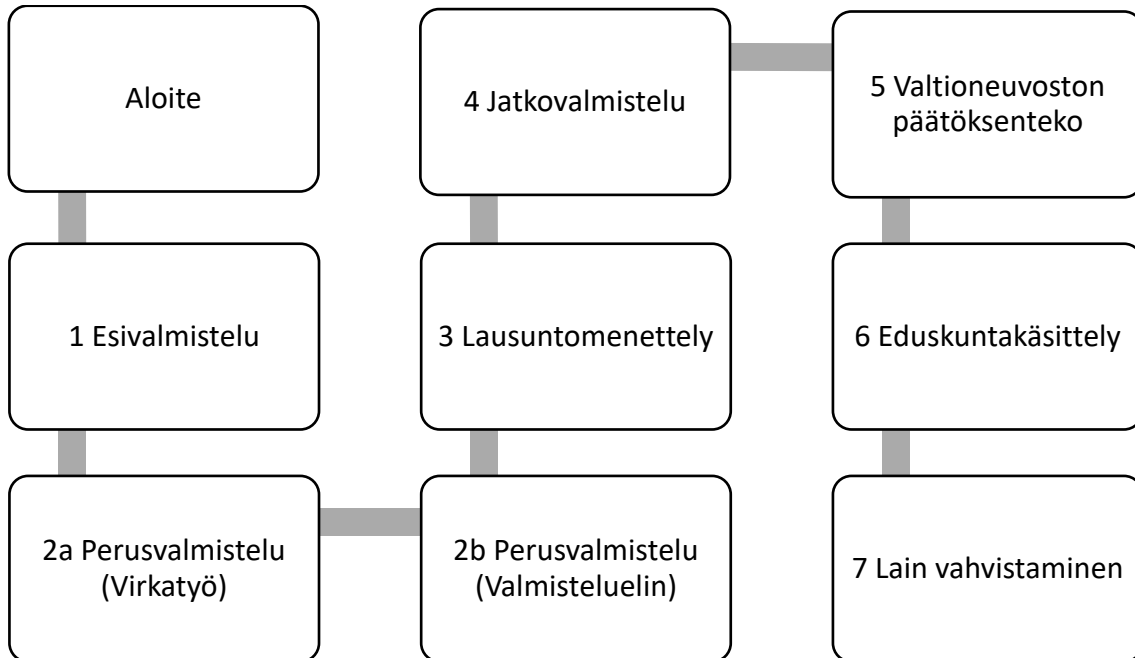 Aloite
1 Esivalmistelu
2a Perusvalmistelu
(Virkatyö)
2b Perusvalmistelu
(Valmisteluelin)
3 Lausuntomenettely
4 Jatkovalmistelu
5 Valtioneuvoston
päätöksenteko
6 Eduskuntakäsittely
7 Lain vahvistaminen